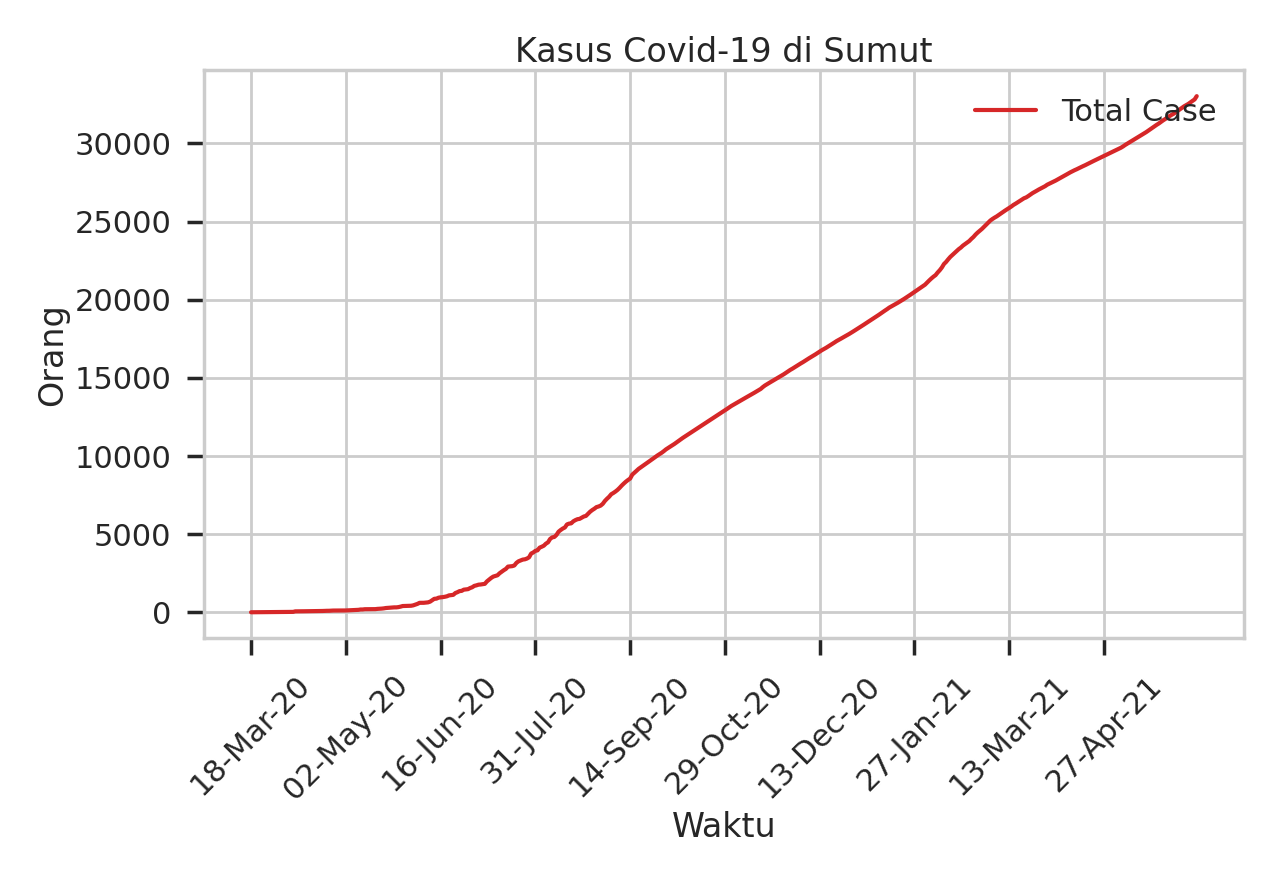 Kasus Covid-19 di Sumut
Total Case
30000
25000
20000
15000
10000
5000
0
Orang
18-Mar-20
02-May-20
16-Jun-20
31-Jul-20
14-Sep-20
29-Oct-20
13-Dec-20
27-Jan-21
13-Mar-21
27-Apr-21
Waktu